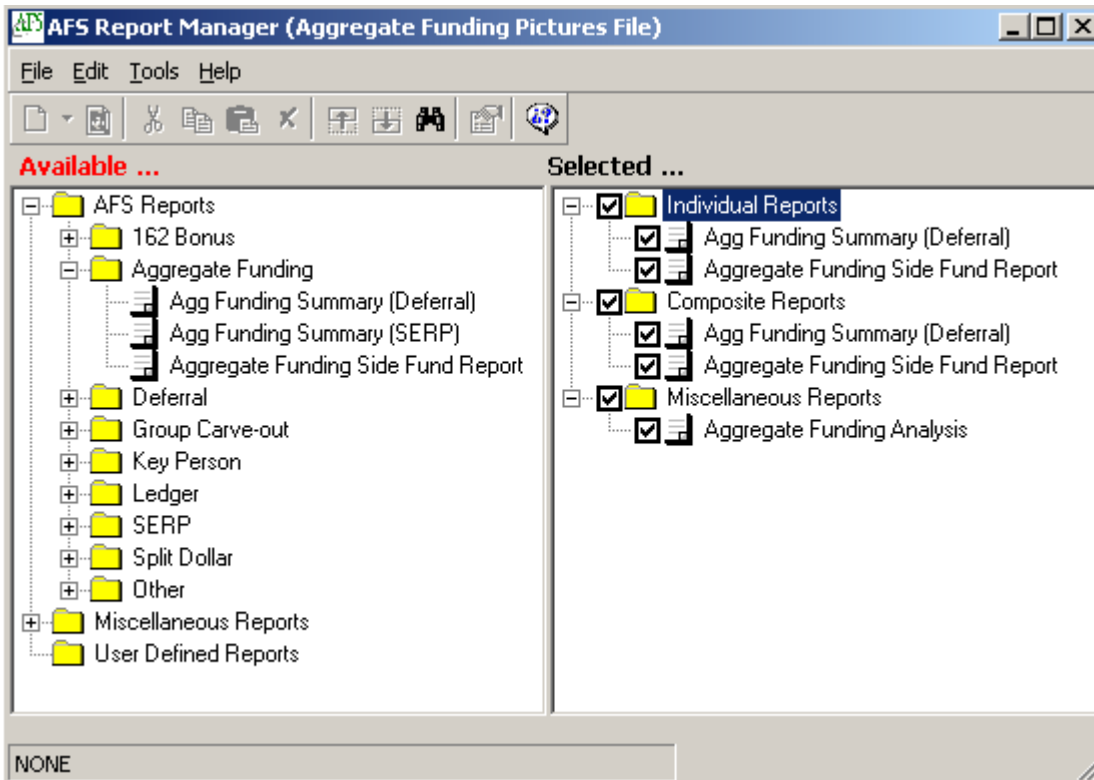 AFS AFS Report Manager (Aggregate Funding Pictures File)
File Edit Tools Help
Available ...
AFS Reports
162 Bonus
Aggregate Funding
Agg Funding Summary (Deferral)
Agg Funding Summary (SERP)
Aggregate Funding Side Fund Report
Deferral
Group Carve-out
Key Person
Ledger
SERP
Split Dollar
Other
Miscellaneous Reports
User Defined Reports
Selected ...
Individual Reports
Agg Funding Summary (Deferral)
Aggregate Funding Side Fund Report
Composite Reports
Agg Funding Summary (Deferral)
Aggregate Funding Side Fund Report
Miscellaneous Reports
Aggregate Funding Analysis
NONE